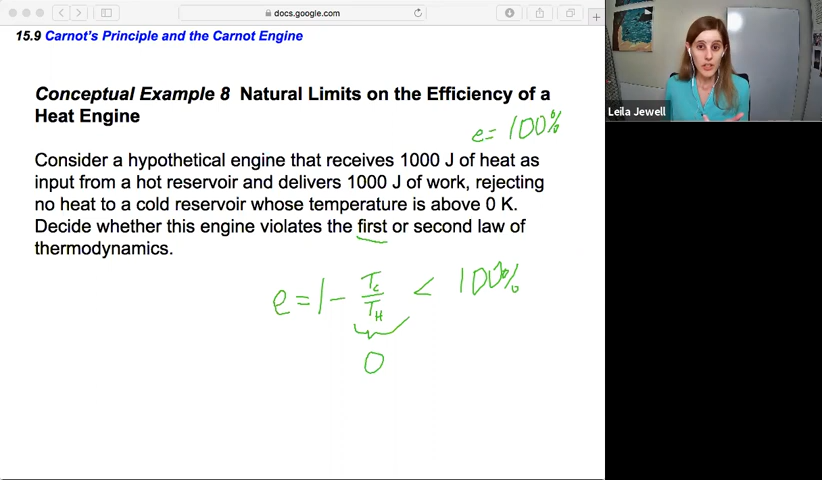 docs.google.com
15.9 Carnot's Principle and the Carnot Engine
Conceptual Example 8 Natural Limits on the Efficiency of a
Heat Engine
e = 100%
Consider a hypothetical engine that receives 1000 J of heat as
input from a hot reservoir and delivers 1000 J of work, rejecting
no heat to a cold reservoir whose temperature is above 0 K.
Decide whether this engine violates the first or second law of
thermodynamics.
e = 1 - Tc/TH < 100%
0
Leila Jewell